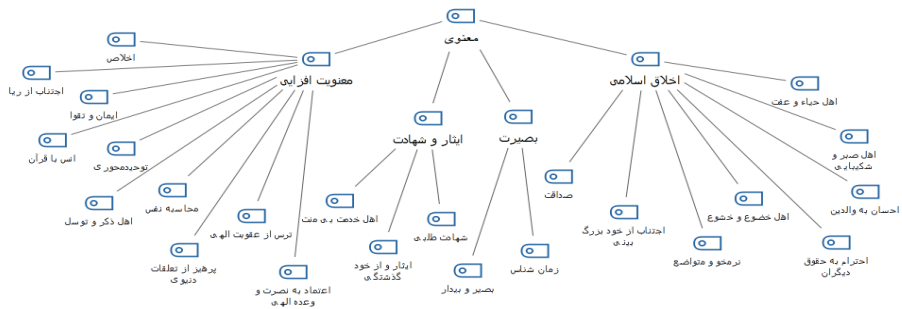 معنوی
معنویت افزایی
اخلاق اسلامی
ایثار و شهادت
بصیرت
اخلاص
اجتناب از ریا
ایمان و تقوا
انس با قرآن
توحیدمحوری
اهل ذکر و توسل
محاسبه نفس
پرهیز از تعلقات
دنیوی
ترس از عقوبت الهی
اعتماد به نصرت و
وعده الهی
اهل خدمت بی منت
ایثار و از خود
گذشتگی
شهادت طلبی
بصیر و بیدار
زمان شناس
صداقت
اجتناب از خود بزرگ
بینی
نرمخو و متواضع
اهل خضوع و خشوع
احترام به حقوق
دیگران
احسان به والدین
اهل صبر و
شکیبایی
اهل حیاء و عفت